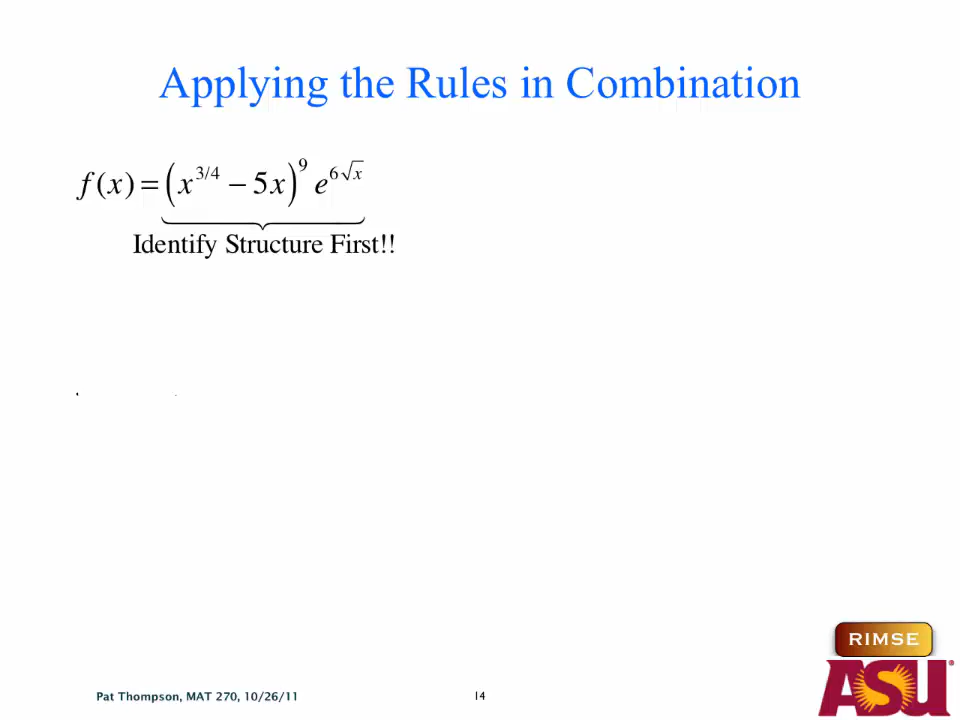 Applying the Rules in Combination
f(x) = (x^{3/4} − 5x)^9 e^{6√x}
Identify Structure First!!
RIMSE
ASU®
Pat Thompson, MAT 270, 10/26/11
14